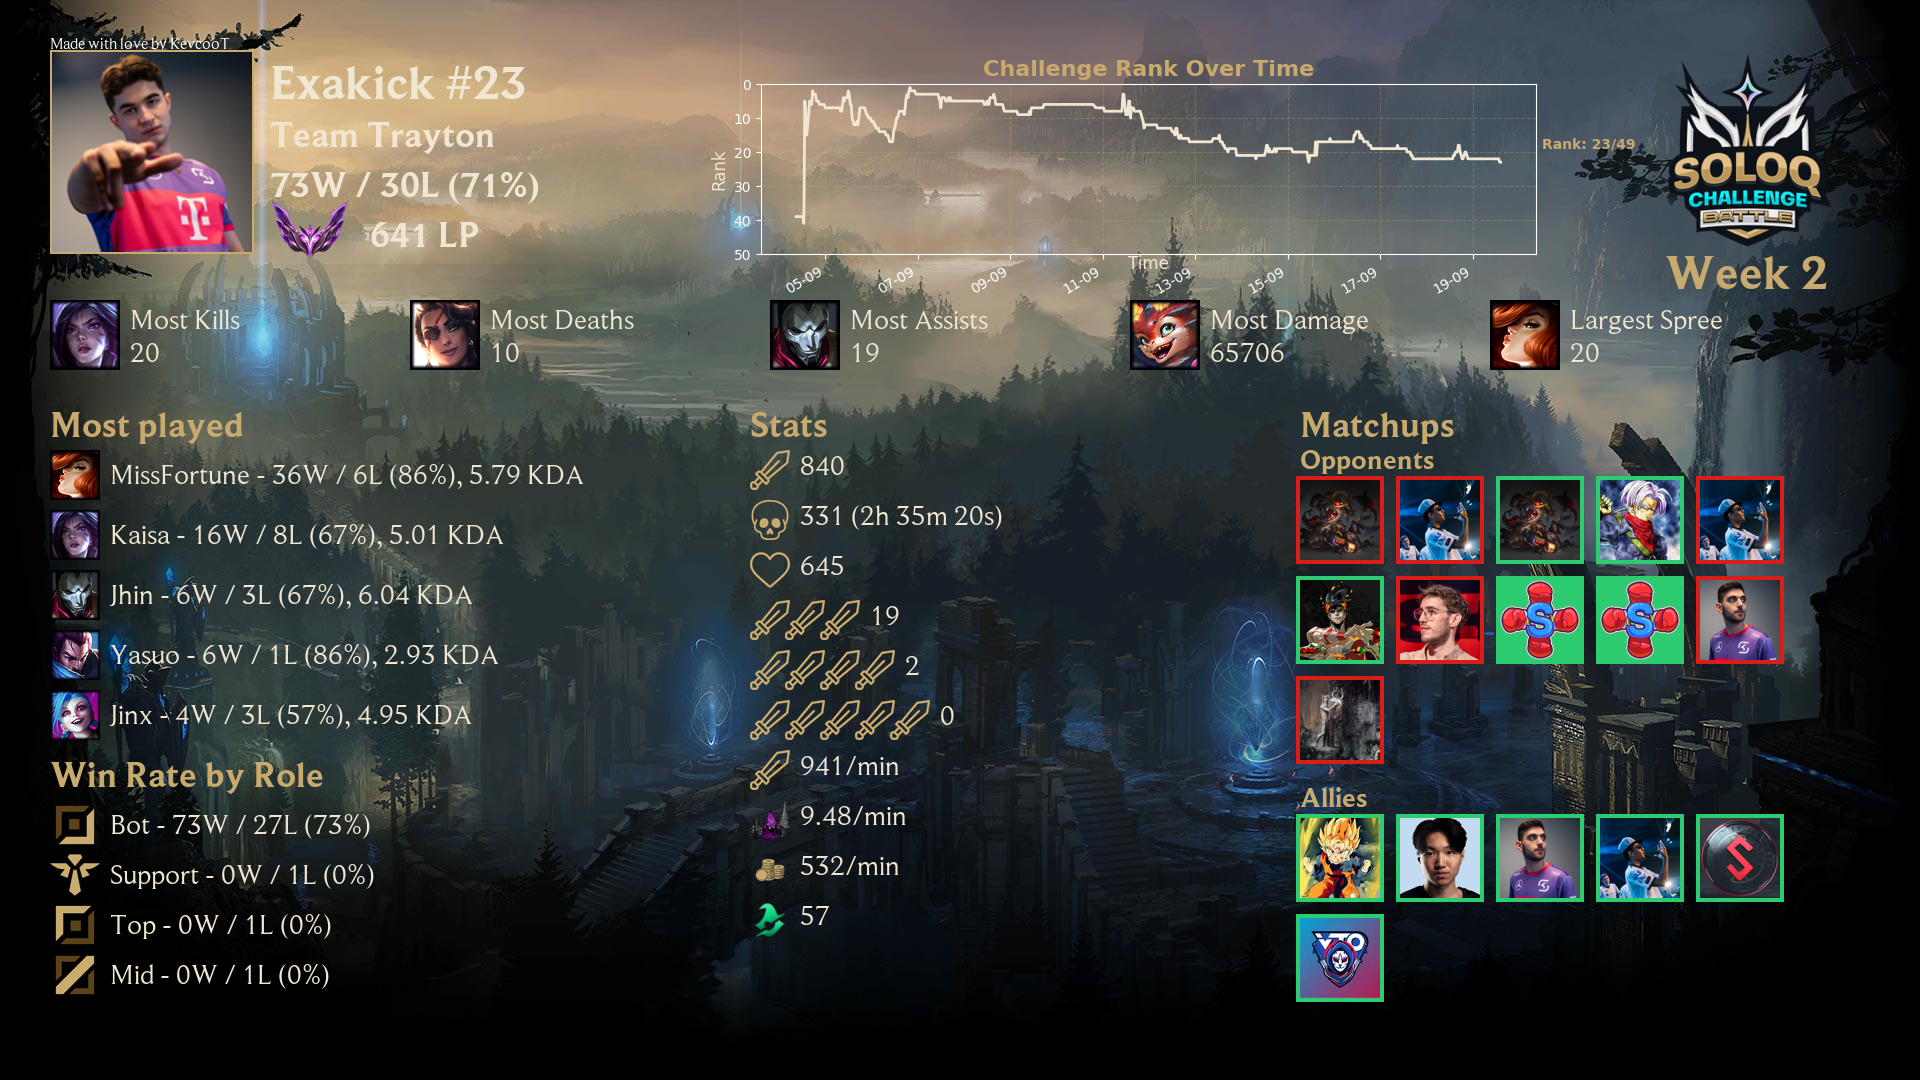 Made with love by KevcooT
Exakick #23
Team Trayton
73W / 30L (71%)
641 LP
Challenge Rank Over Time
Rank
0
10
20
30
40
50
05-09
07-09
09-09
11-09
13-09
15-09
17-09
19-09
Time
Rank: 23/49
SOLOQ
CHALLENGE
BATTLE
Week 2
Most Kills
20
Most Deaths
10
Most Assists
19
Most Damage
65706
Largest Spree
20
Most played
MissFortune - 36W / 6L (86%), 5.79 KDA
Kaisa - 16W / 8L (67%), 5.01 KDA
Jhin - 6W / 3L (67%), 6.04 KDA
Yasuo - 6W / 1L (86%), 2.93 KDA
Jinx - 4W / 3L (57%), 4.95 KDA
Win Rate by Role
Bot - 73W / 27L (73%)
Support - 0W / 1L (0%)
Top - 0W / 1L (0%)
Mid - 0W / 1L (0%)
Stats
840
331 (2h 35m 20s)
645
19
2
0
941/min
9.48/min
532/min
57
Matchups
Opponents
S
S
Allies
S
VTO